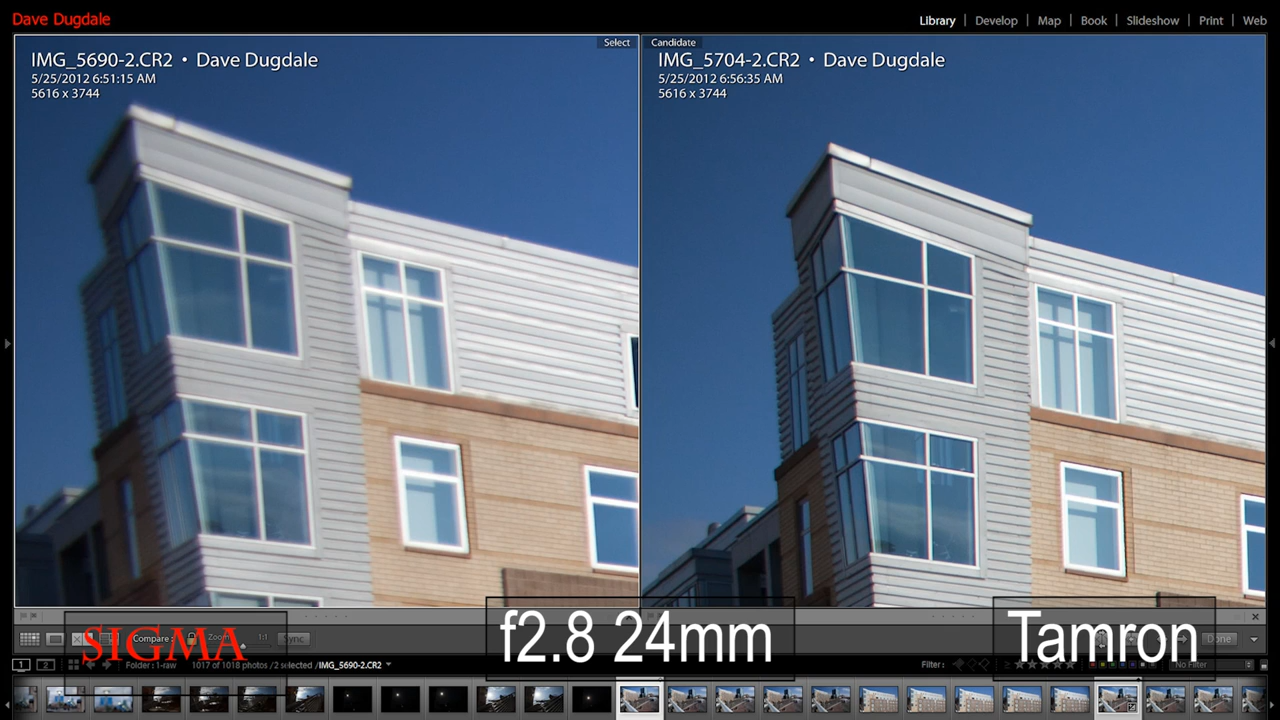 Dave Dugdale
Library | Develop | Map | Book | Slideshow | Print | Web
Select
Candidate
IMG_5690-2.CR2 • Dave Dugdale
5/25/2012 6:51:15 AM
5616 x 3744
IMG_5704-2.CR2 • Dave Dugdale
5/25/2012 6:56:35 AM
5616 x 3744
SIGMA
f2.8 24mm
Tamron
Compare :
Zoom
1:1
Sync
Done
1 2
Folder : 1-raw
1017 of 1018 photos /2 selected /IMG_5690-2.CR2
Filter :
No Filter